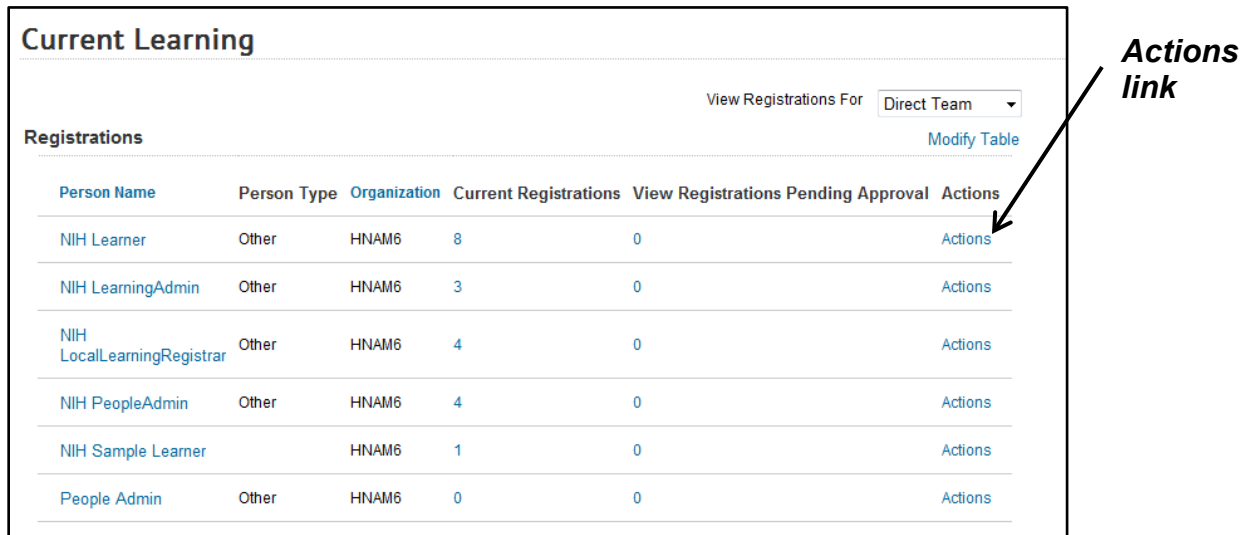 Current Learning
Actions
link
View Registrations For Direct Team
Registrations
Modify Table
Person Name Person Type Organization Current Registrations View Registrations Pending Approval Actions
NIH Learner Other HNAM6 8 0 Actions
NIH LearningAdmin Other HNAM6 3 0 Actions
NIH
LocalLearningRegistrar Other HNAM6 4 0 Actions
NIH PeopleAdmin Other HNAM6 4 0 Actions
NIH Sample Learner HNAM6 1 0 Actions
People Admin Other HNAM6 0 0 Actions